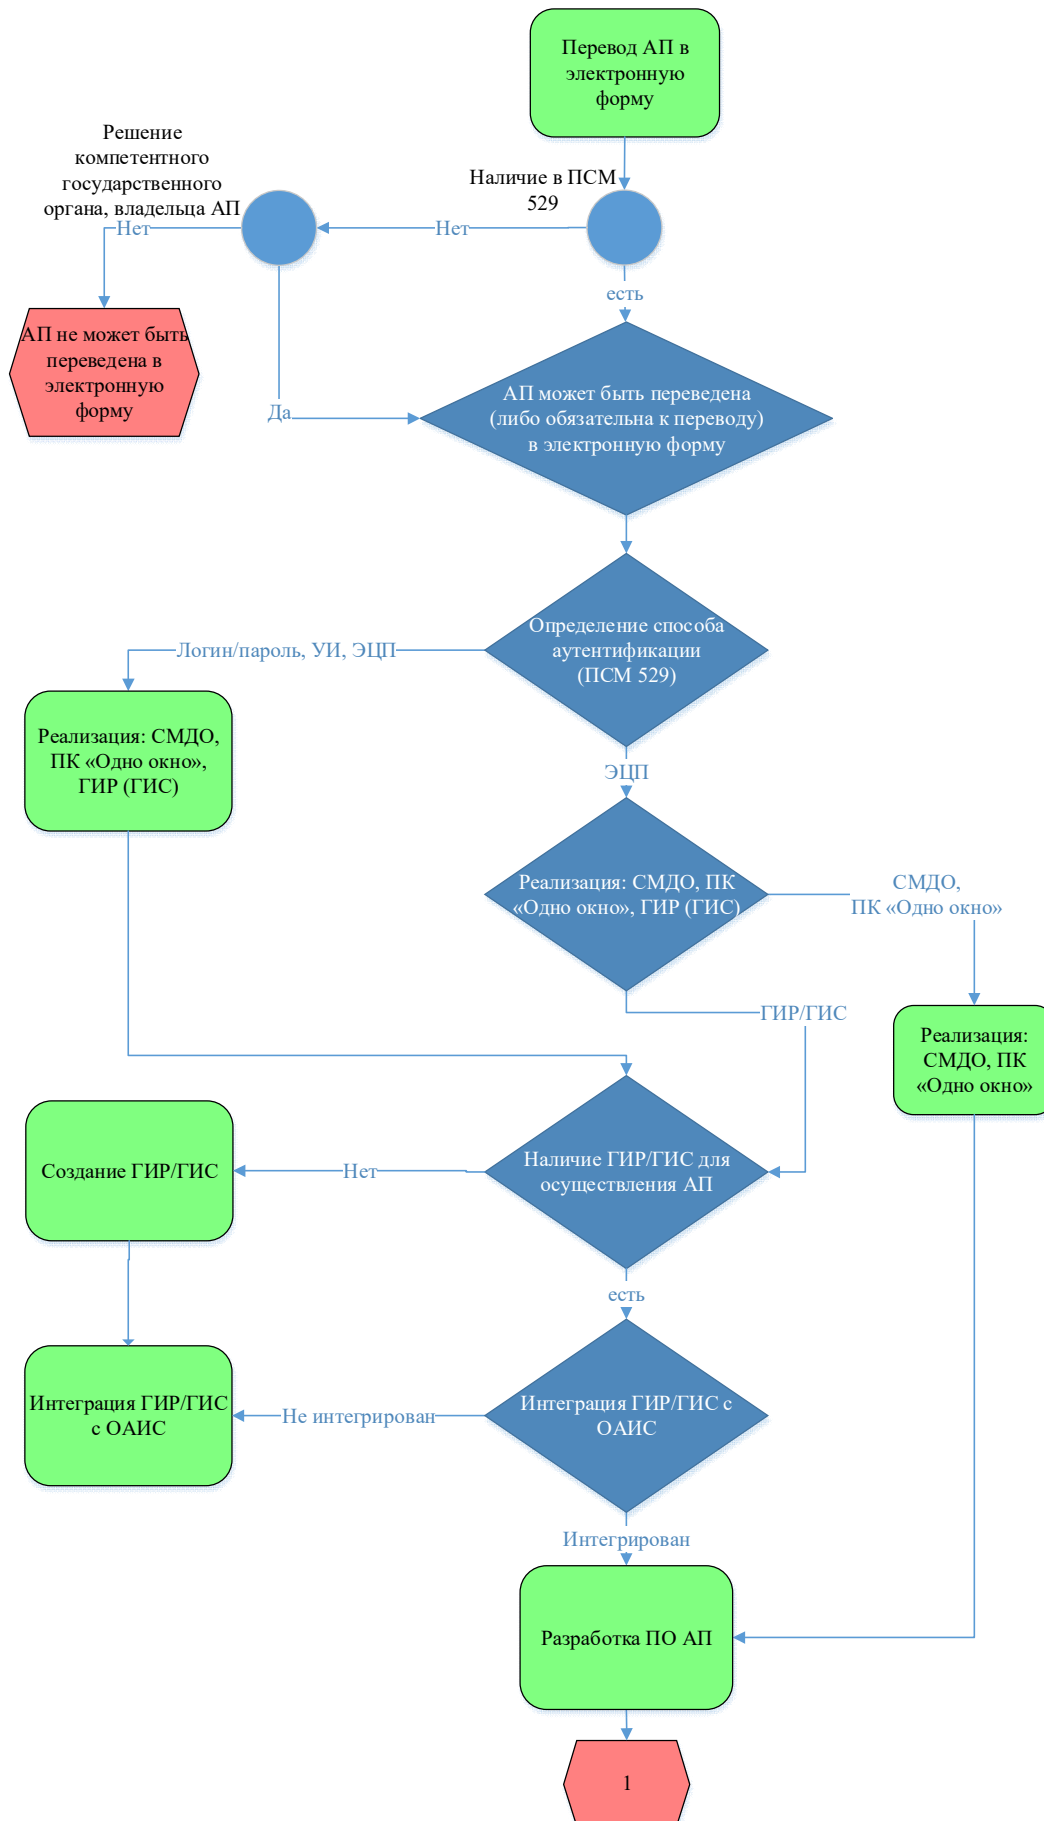 Перевод АП в
электронную
форму
Решение
компетентного
государственного
органа, владельца АП
Наличие в ПСМ
529
Нет
Нет
есть
АП не может быть
переведена в
электронную
форму
Да
АП может быть переведена
(либо обязательна к переводу)
в электронную форму
Определение способа
аутентификации
(ПСМ 529)
Логин/пароль, УИ, ЭЦП
Реализация: СМДО,
ПК «Одно окно»,
ГИР (ГИС)
ЭЦП
Реализация: СМДО, ПК
«Одно окно», ГИР (ГИС)
СМДО,
ПК «Одно окно»
ГИР/ГИС
Реализация:
СМДО, ПК
«Одно окно»
Создание ГИР/ГИС
Нет
Наличие ГИР/ГИС для
осуществления АП
есть
Интеграция ГИР/ГИС
с ОАИС
Не интегрирован
Интеграция ГИР/ГИС с
ОАИС
Интегрирован
Разработка ПО АП
1